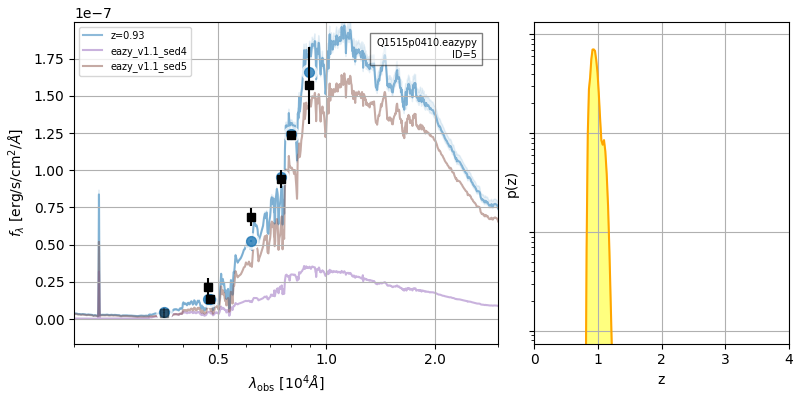 1e−7
z=0.93
eazy_v1.1_sed4
eazy_v1.1_sed5
Q1515p0410.eazypy
ID=5
1.75
1.50
1.25
1.00
0.75
0.50
0.25
0.00
fλ [erg/s/cm²/Å]
0.5
1.0
2.0
λobs [10⁴Å]
p(z)
0
1
2
3
4
z